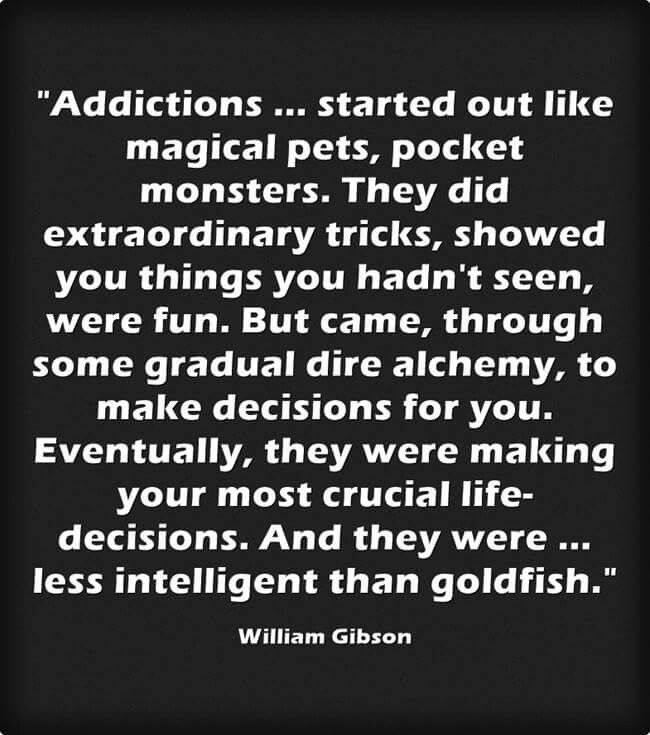 "Addictions ... started out like
magical pets, pocket
monsters. They did
extraordinary tricks, showed
you things you hadn't seen,
were fun. But came, through
some gradual dire alchemy, to
make decisions for you.
Eventually, they were making
your most crucial life-
decisions. And they were ...
less intelligent than goldfish."
William Gibson